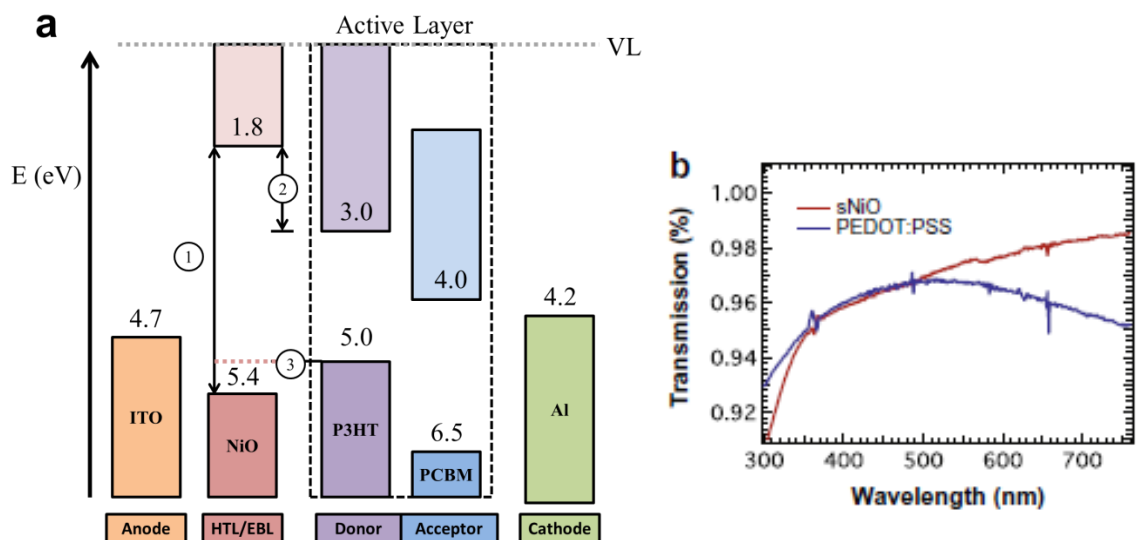 a
Active Layer
VL
E (eV)
1.8
2
3.0
4.0
1
4.7
4.2
5.0
3
5.4
6.5
ITO
NiO
P3HT
PCBM
Al
Anode
HTL/EBL
Donor
Acceptor
Cathode
b
Transmission (%)
1.00
0.98
0.96
0.94
0.92
sNiO
PEDOT:PSS
300
400
500
600
700
Wavelength (nm)